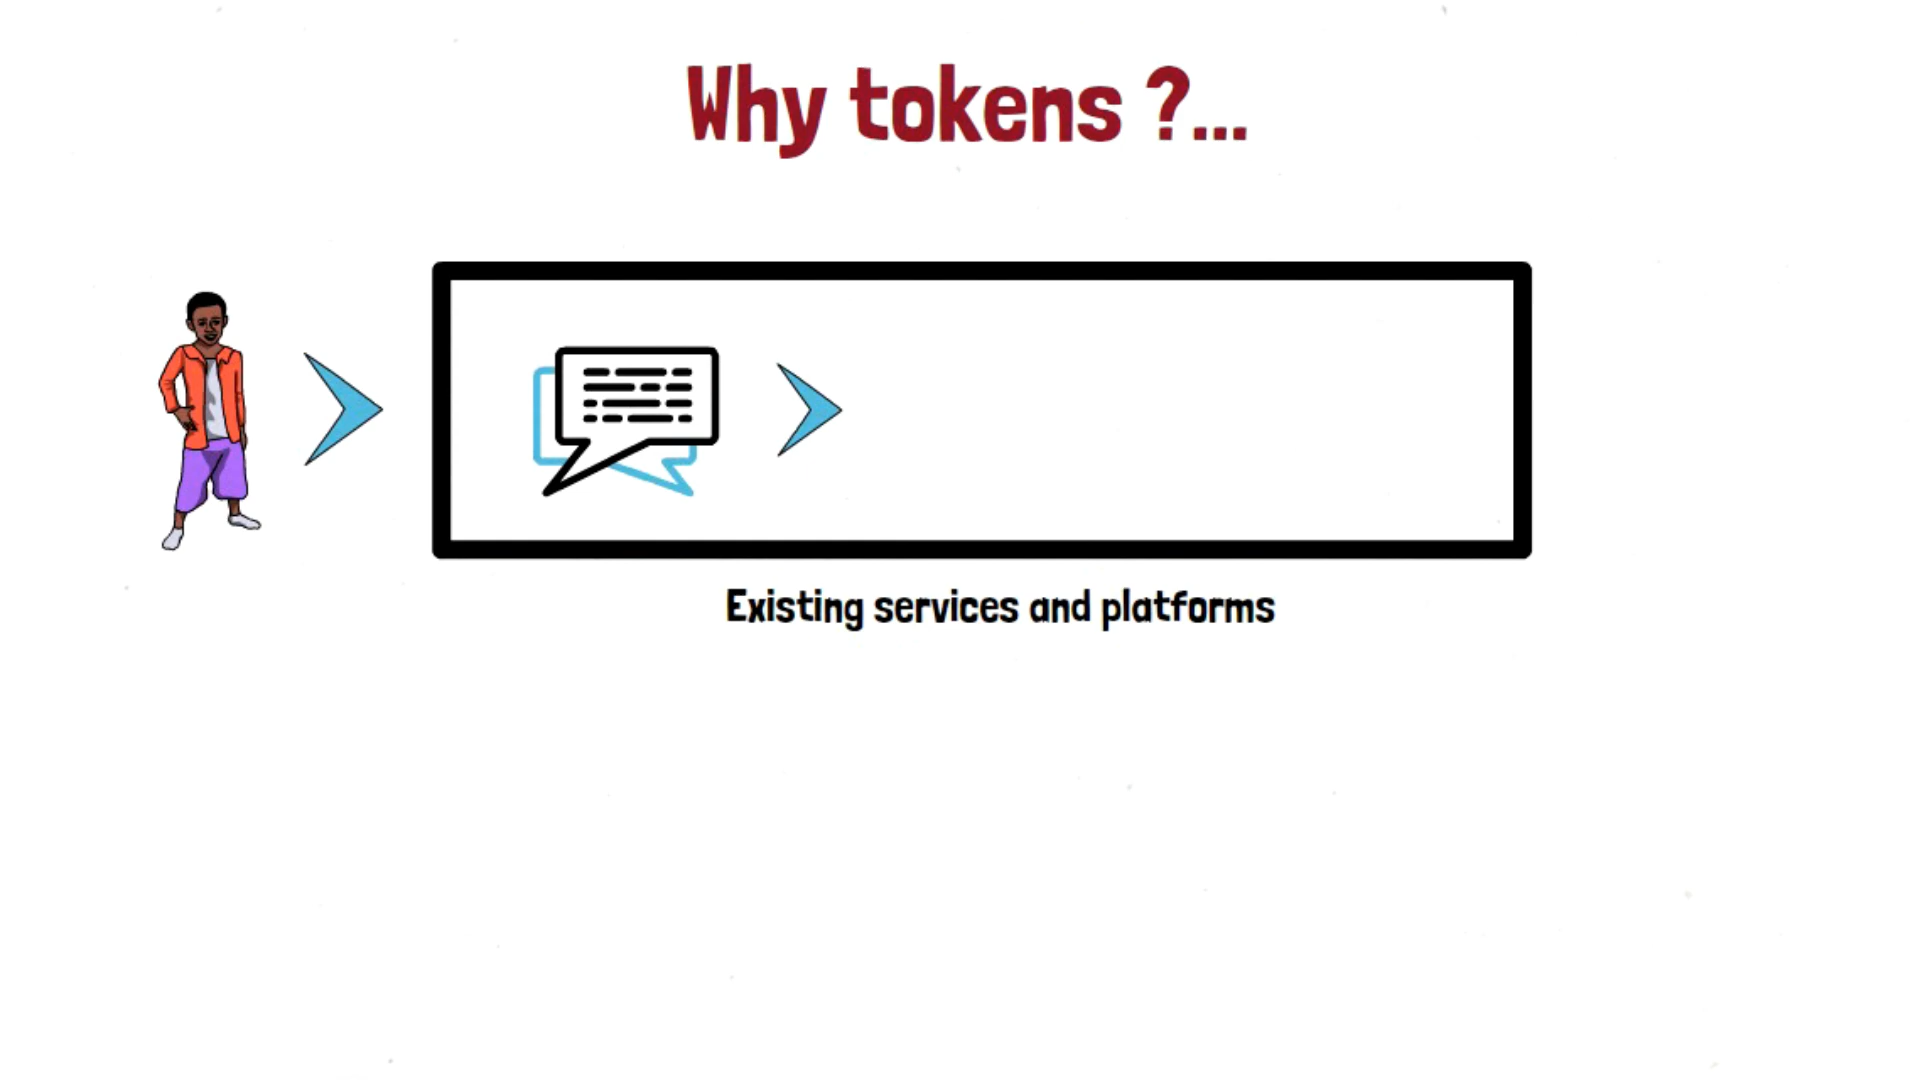 Why tokens ?...
Existing services and platforms